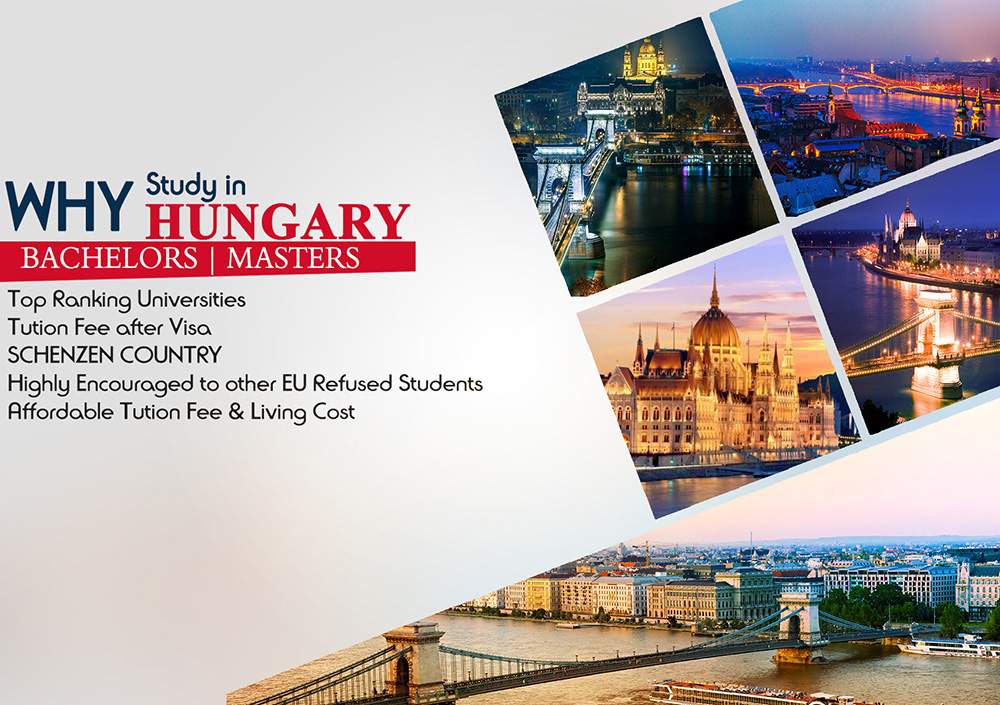 WHY Study in
HUNGARY
BACHELORS | MASTERS
Top Ranking Universities
Tution Fee after Visa
SCHENZEN COUNTRY
Highly Encouraged to other EU Refused Students
Affordable Tution Fee & Living Cost